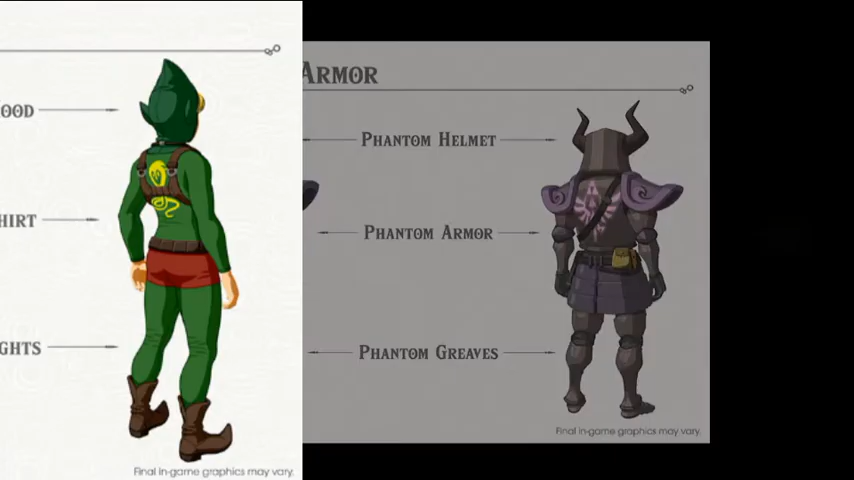 OOD
HIRT
GHTS
Final in-game graphics may vary.
ARMOR
PHANTOM HELMET
PHANTOM ARMOR
PHANTOM GREAVES
Final in-game graphics may vary.